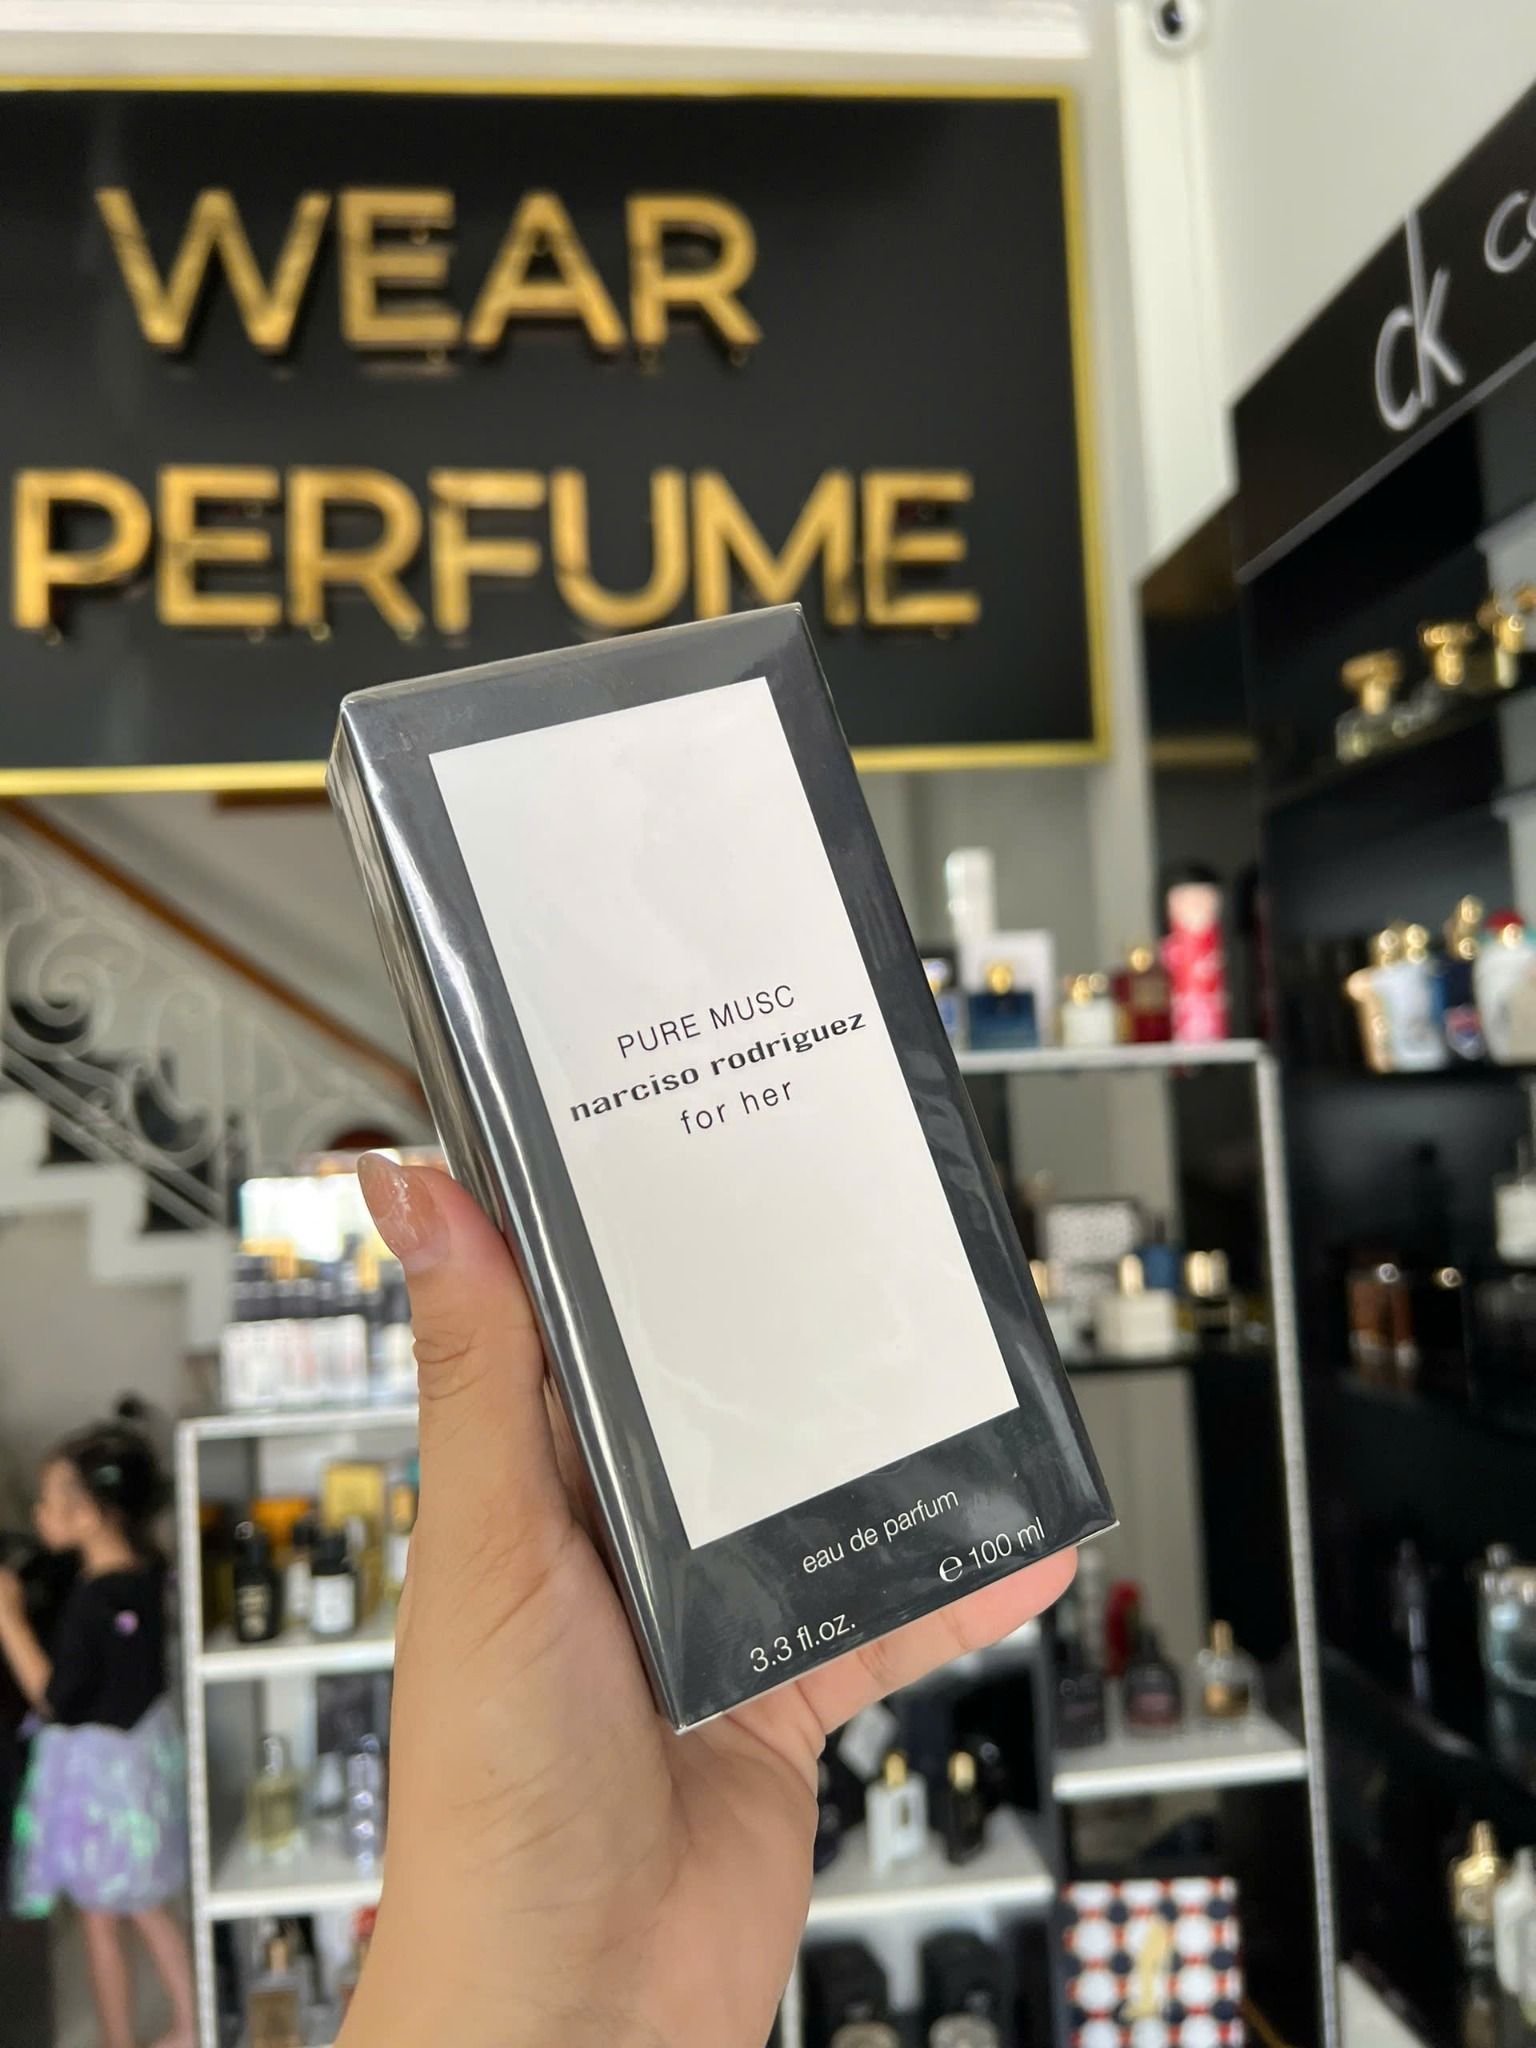 WEAR
PERFUME
ck
PURE MUSC
narciso rodriguez
for her
eau de parfum
℮ 100 ml
3.3 fl.oz.